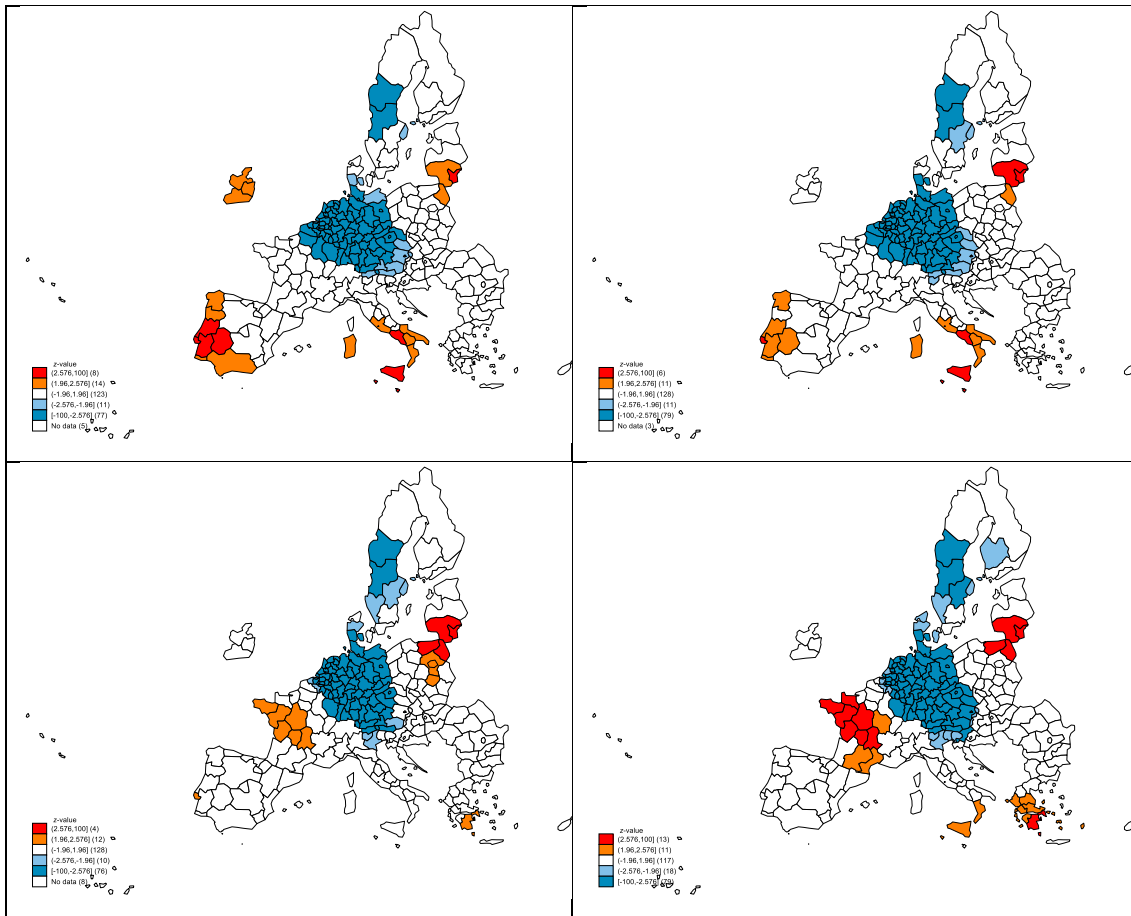 z-value
(2.576,100] (8)
(1.96,2.576] (14)
(-1.96,1.96] (123)
(-2.576,-1.96] (11)
[-100,-2.576] (77)
No data (5)
z-value
(2.576,100] (6)
(1.96,2.576] (11)
(-1.96,1.96] (128)
(-2.576,-1.96] (11)
[-100,-2.576] (79)
No data (3)
z-value
(2.576,100] (4)
(1.96,2.576] (12)
(-1.96,1.96] (128)
(-2.576,-1.96] (10)
[-100,-2.576] (76)
No data (8)
z-value
(2.576,100] (13)
(1.96,2.576] (11)
(-1.96,1.96] (117)
(-2.576,-1.96] (18)
[-100,-2.576] (79)